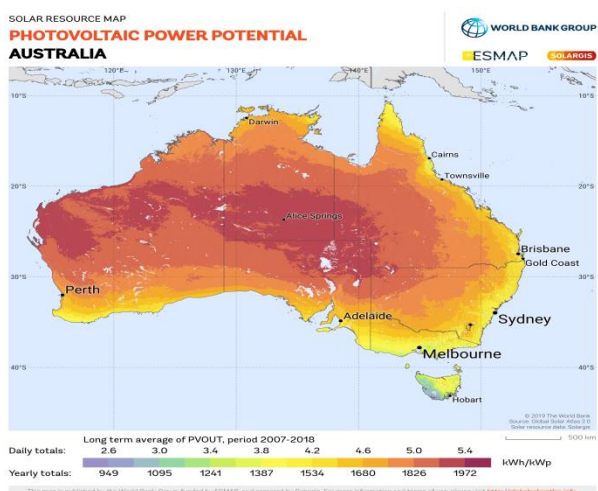 SOLAR RESOURCE MAP
PHOTOVOLTAIC POWER POTENTIAL
AUSTRALIA
WORLD BANK GROUP
ESMAP SOLARGIS
120°E 130°E 140°E 150°E
10°S 10°S
Darwin
Cairns
Townsville
20°S 20°S
Alice Springs
Brisbane
Gold Coast
30°S 30°S
Perth
Adelaide
Sydney
Melbourne
40°S 40°S
Hobart
© 2019 The World Bank
Source: Global Solar Atlas 2.0
Solar resource data: Solargis
500 km
Long term average of PVOUT, period 2007-2018
Daily totals: 2.6 3.0 3.4 3.8 4.2 4.6 5.0 5.4
kWh/kWp
Yearly totals: 949 1095 1241 1387 1534 1680 1826 1972